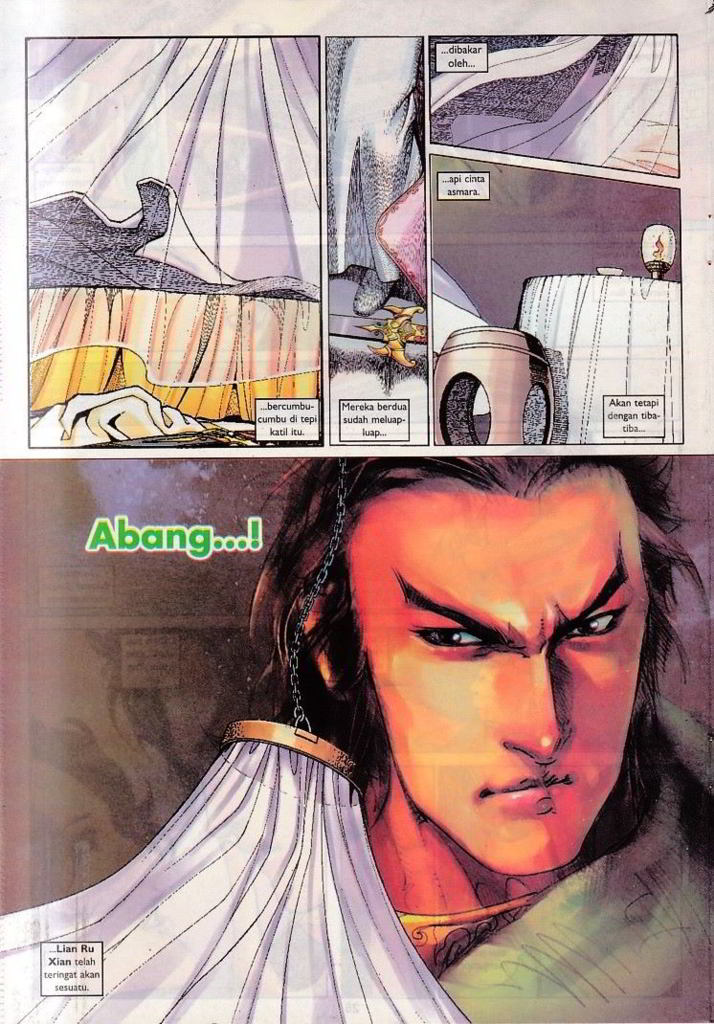 ...bercumbu-
cumbu di tepi
katil itu.
Mereka berdua
sudah meluap-
luap...
...dibakar
oleh...
...api cinta
asmara.
Akan tetapi
dengan tiba-
tiba...
Abang...!
...Lian Ru
Xian telah
teringat akan
sesuatu.